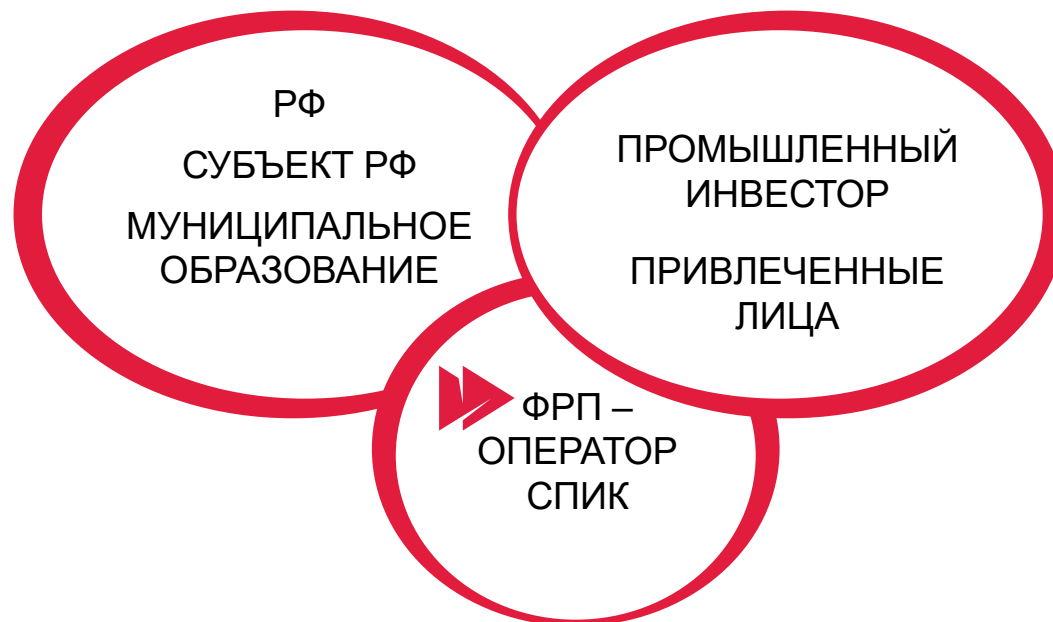 РФ
СУБЪЕКТ РФ
МУНИЦИПАЛЬНОЕ
ОБРАЗОВАНИЕ
ПРОМЫШЛЕННЫЙ
ИНВЕСТОР
ПРИВЛЕЧЕННЫЕ
ЛИЦА
ФРП –
ОПЕРАТОР
СПИК